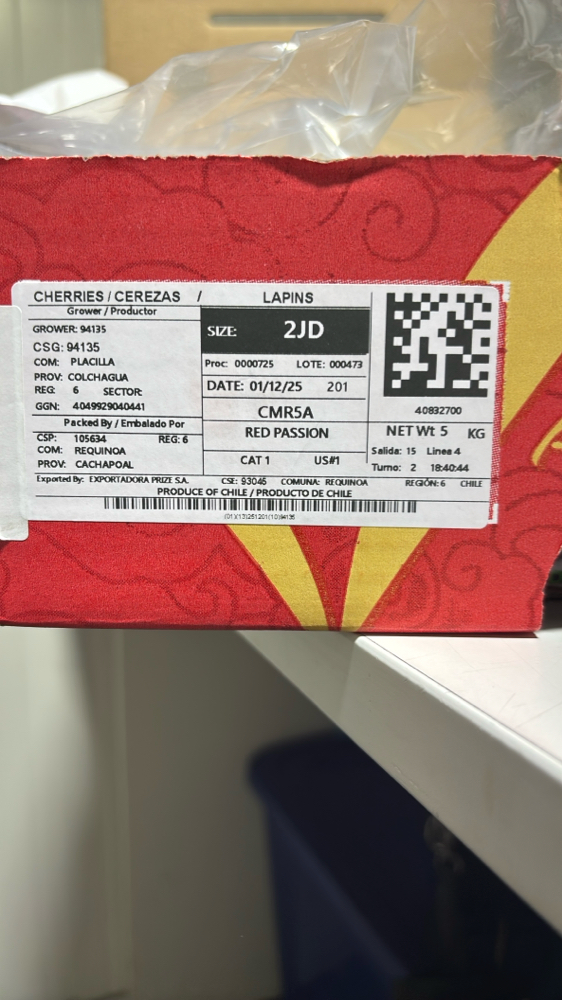 CHERRIES / CEREZAS / LAPINS
Grower / Productor
GROWER: 94135
CSG: 94135
COM: PLACILLA
PROV: COLCHAGUA
REG: 6 SECTOR:
GGN: 4049929040441
Packed By / Embalado Por
CSP: 105634 REG: 6
COM: REQUINOA
PROV: CACHAPOAL
SIZE: 2JD
Proc: 0000725 LOTE: 000473
DATE: 01/12/25 201
CMR5A
RED PASSION
CAT 1 US#1
40832700
NET Wt 5 KG
Salida: 15 Linea 4
Turno: 2 18:40:44
Exported By: EXPORTADORA PRIZE S.A. CSE: 93045 COMUNA: REQUINOA REGIÓN: 6 CHILE
PRODUCE OF CHILE / PRODUCTO DE CHILE
(01)(13)251201(10)94135